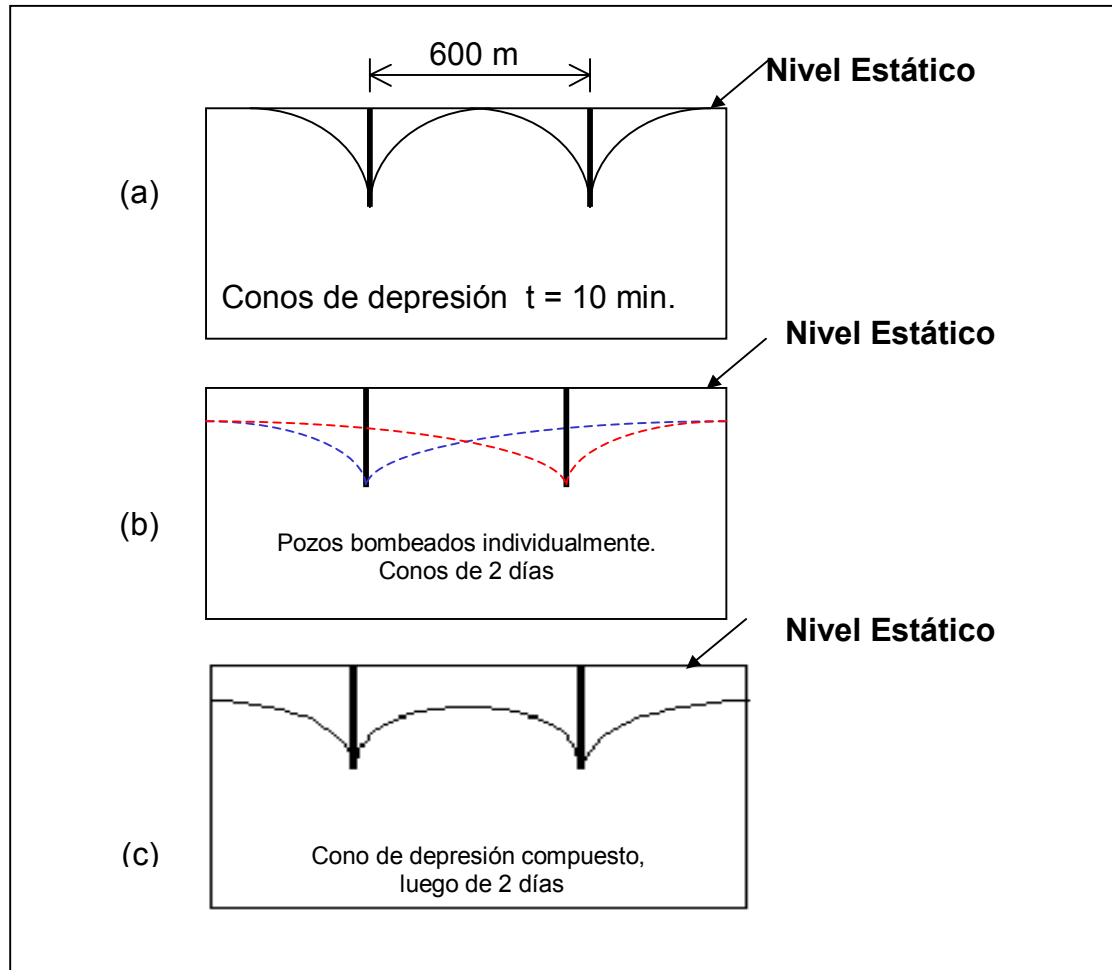 600 m
Nivel Estático
(a)
Conos de depresión t = 10 min.
Nivel Estático
(b)
Pozos bombeados individualmente.
Conos de 2 días
Nivel Estático
(c)
Cono de depresión compuesto,
luego de 2 días